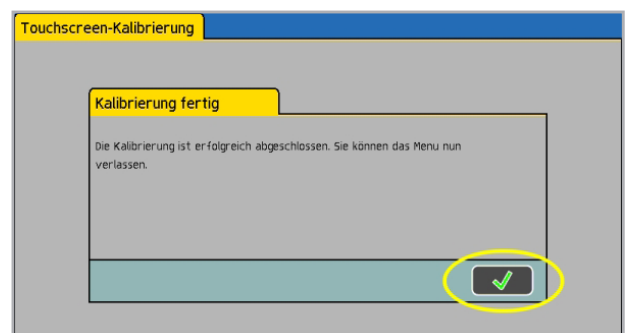 Touchscreen-Kalibrierung
Kalibrierung fertig
Die Kalibrierung ist erfolgreich abgeschlossen. Sie können das Menu nun
verlassen.